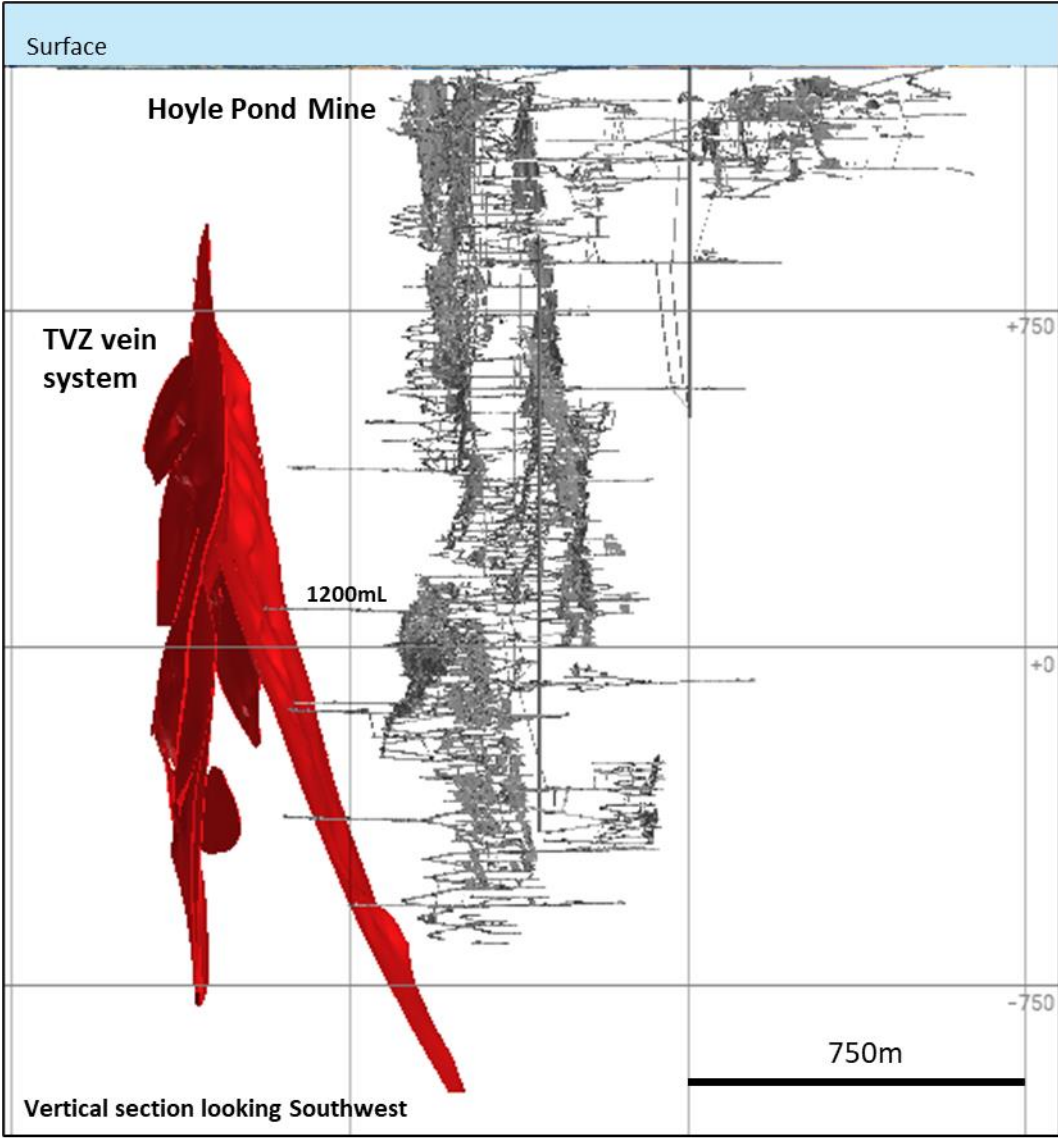 Surface
Hoyle Pond Mine
+750
TVZ vein
system
1200mL
+0
-750
750m
Vertical section looking Southwest